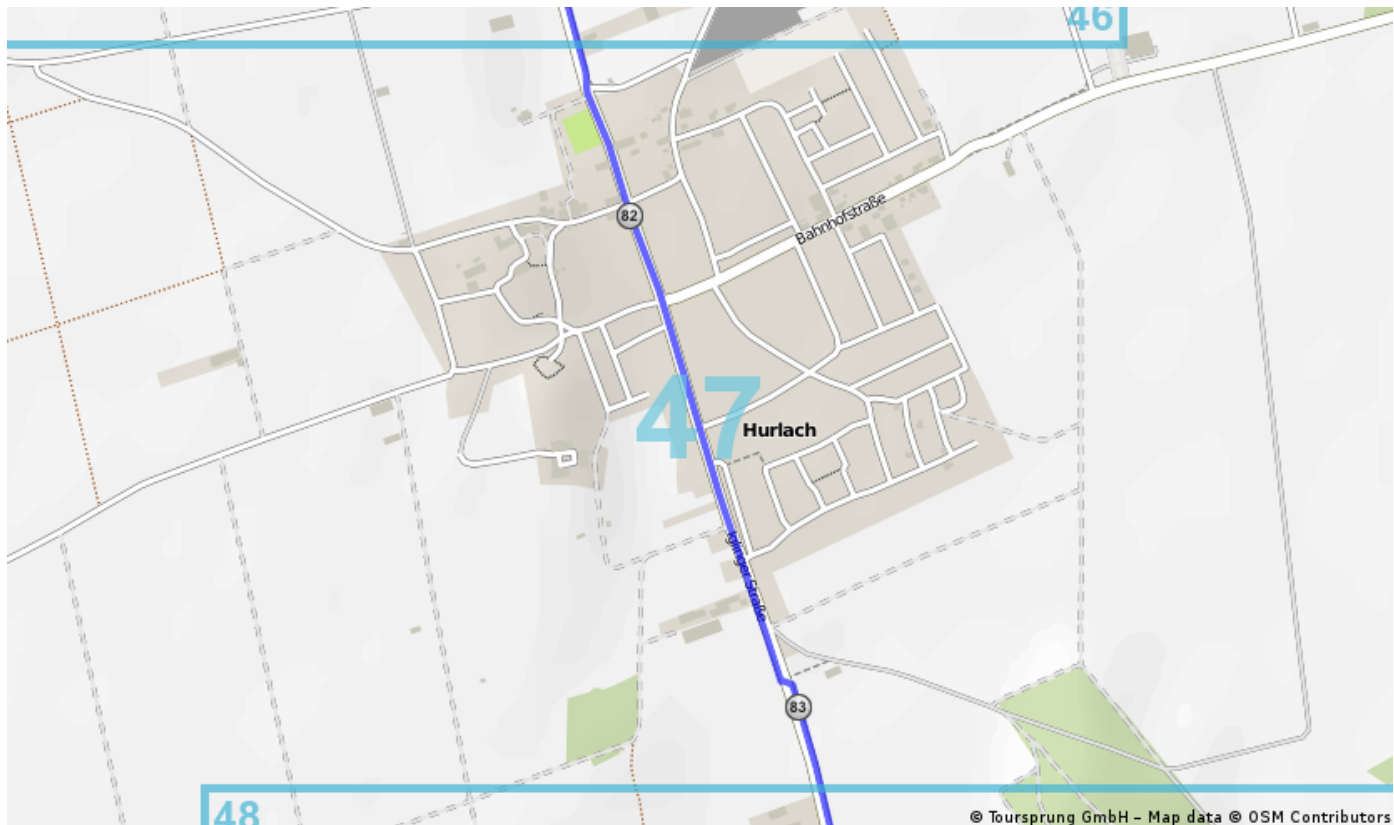 46
82
Bahnhofstraße
47
Hurlach
Iglinger Straße
83
48
© Toursprung GmbH – Map data © OSM Contributors